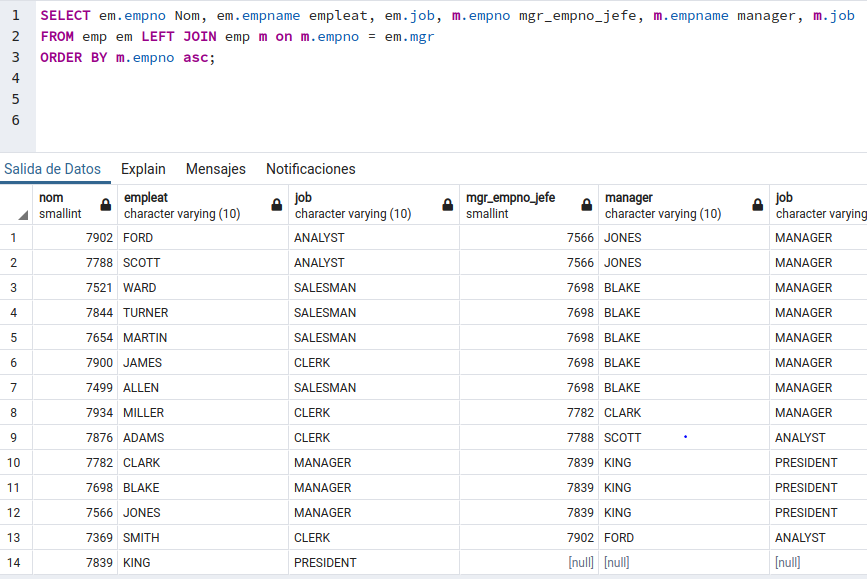 1 SELECT em.empno Nom, em.empname empleat, em.job, m.empno mgr_empno_jefe, m.empname manager, m.job
2 FROM emp em LEFT JOIN emp m on m.empno = em.mgr
3 ORDER BY m.empno asc;
4
5
6
Salida de Datos Explain Mensajes Notificaciones
nom empleat job mgr_empno_jefe manager job
smallint character varying (10) character varying (10) smallint character varying (10) character varying
1 7902 FORD ANALYST 7566 JONES MANAGER
2 7788 SCOTT ANALYST 7566 JONES MANAGER
3 7521 WARD SALESMAN 7698 BLAKE MANAGER
4 7844 TURNER SALESMAN 7698 BLAKE MANAGER
5 7654 MARTIN SALESMAN 7698 BLAKE MANAGER
6 7900 JAMES CLERK 7698 BLAKE MANAGER
7 7499 ALLEN SALESMAN 7698 BLAKE MANAGER
8 7934 MILLER CLERK 7782 CLARK MANAGER
9 7876 ADAMS CLERK 7788 SCOTT ANALYST
10 7782 CLARK MANAGER 7839 KING PRESIDENT
11 7698 BLAKE MANAGER 7839 KING PRESIDENT
12 7566 JONES MANAGER 7839 KING PRESIDENT
13 7369 SMITH CLERK 7902 FORD ANALYST
14 7839 KING PRESIDENT [null] [null] [null]